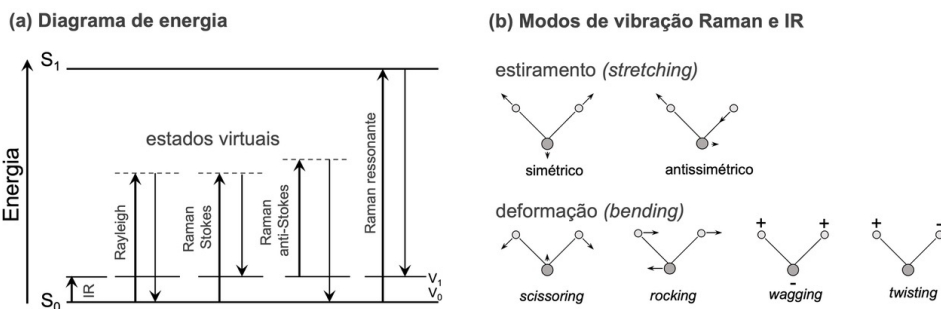 (a) Diagrama de energia
S1
Energia
estados virtuais
Rayleigh
Raman
Stokes
Raman
anti-Stokes
Raman ressonante
IR
V1
V0
S0
(b) Modos de vibração Raman e IR
estiramento (stretching)
simétrico
antissimétrico
deformação (bending)
+ + + -
-
scissoring rocking wagging twisting